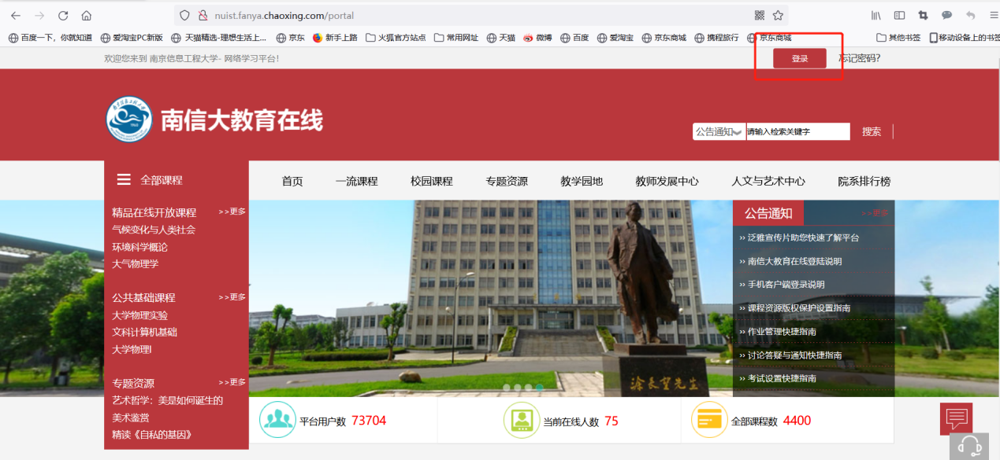 nuist.fanya.chaoxing.com/portal
百度一下，你就知道 爱淘宝PC新版 天猫精选-理想生活上... 京东 新手上路 火狐官方站点 常用网址 天猫 微博 百度 爱淘宝 京东商城 携程旅行 京东商城 其他书签 移动设备上的书签
欢迎您来到 南京信息工程大学- 网络学习平台！ 登录 忘记密码?
南信大教育在线
公告通知 请输入检索关键字 搜索
全部课程 首页 一流课程 校园课程 专题资源 教学园地 教师发展中心 人文与艺术中心 院系排行榜
精品在线开放课程 >>更多
气候变化与人类社会
环境科学概论
大气物理学
公共基础课程 >>更多
大学物理实验
文科计算机基础
大学物理I
专题资源 >>更多
艺术哲学：美是如何诞生的
美术鉴赏
精读《自私的基因》
公告通知 >>更多
›› 泛雅宣传片助您快速了解平台
›› 南信大教育在线登陆说明
›› 手机客户端登录说明
›› 课程资源版权保护设置指南
›› 作业管理快捷指南
›› 讨论答疑与通知快捷指南
›› 考试设置快捷指南
涂长望先生
平台用户数 73704 当前在线人数 75 全部课程数 4400